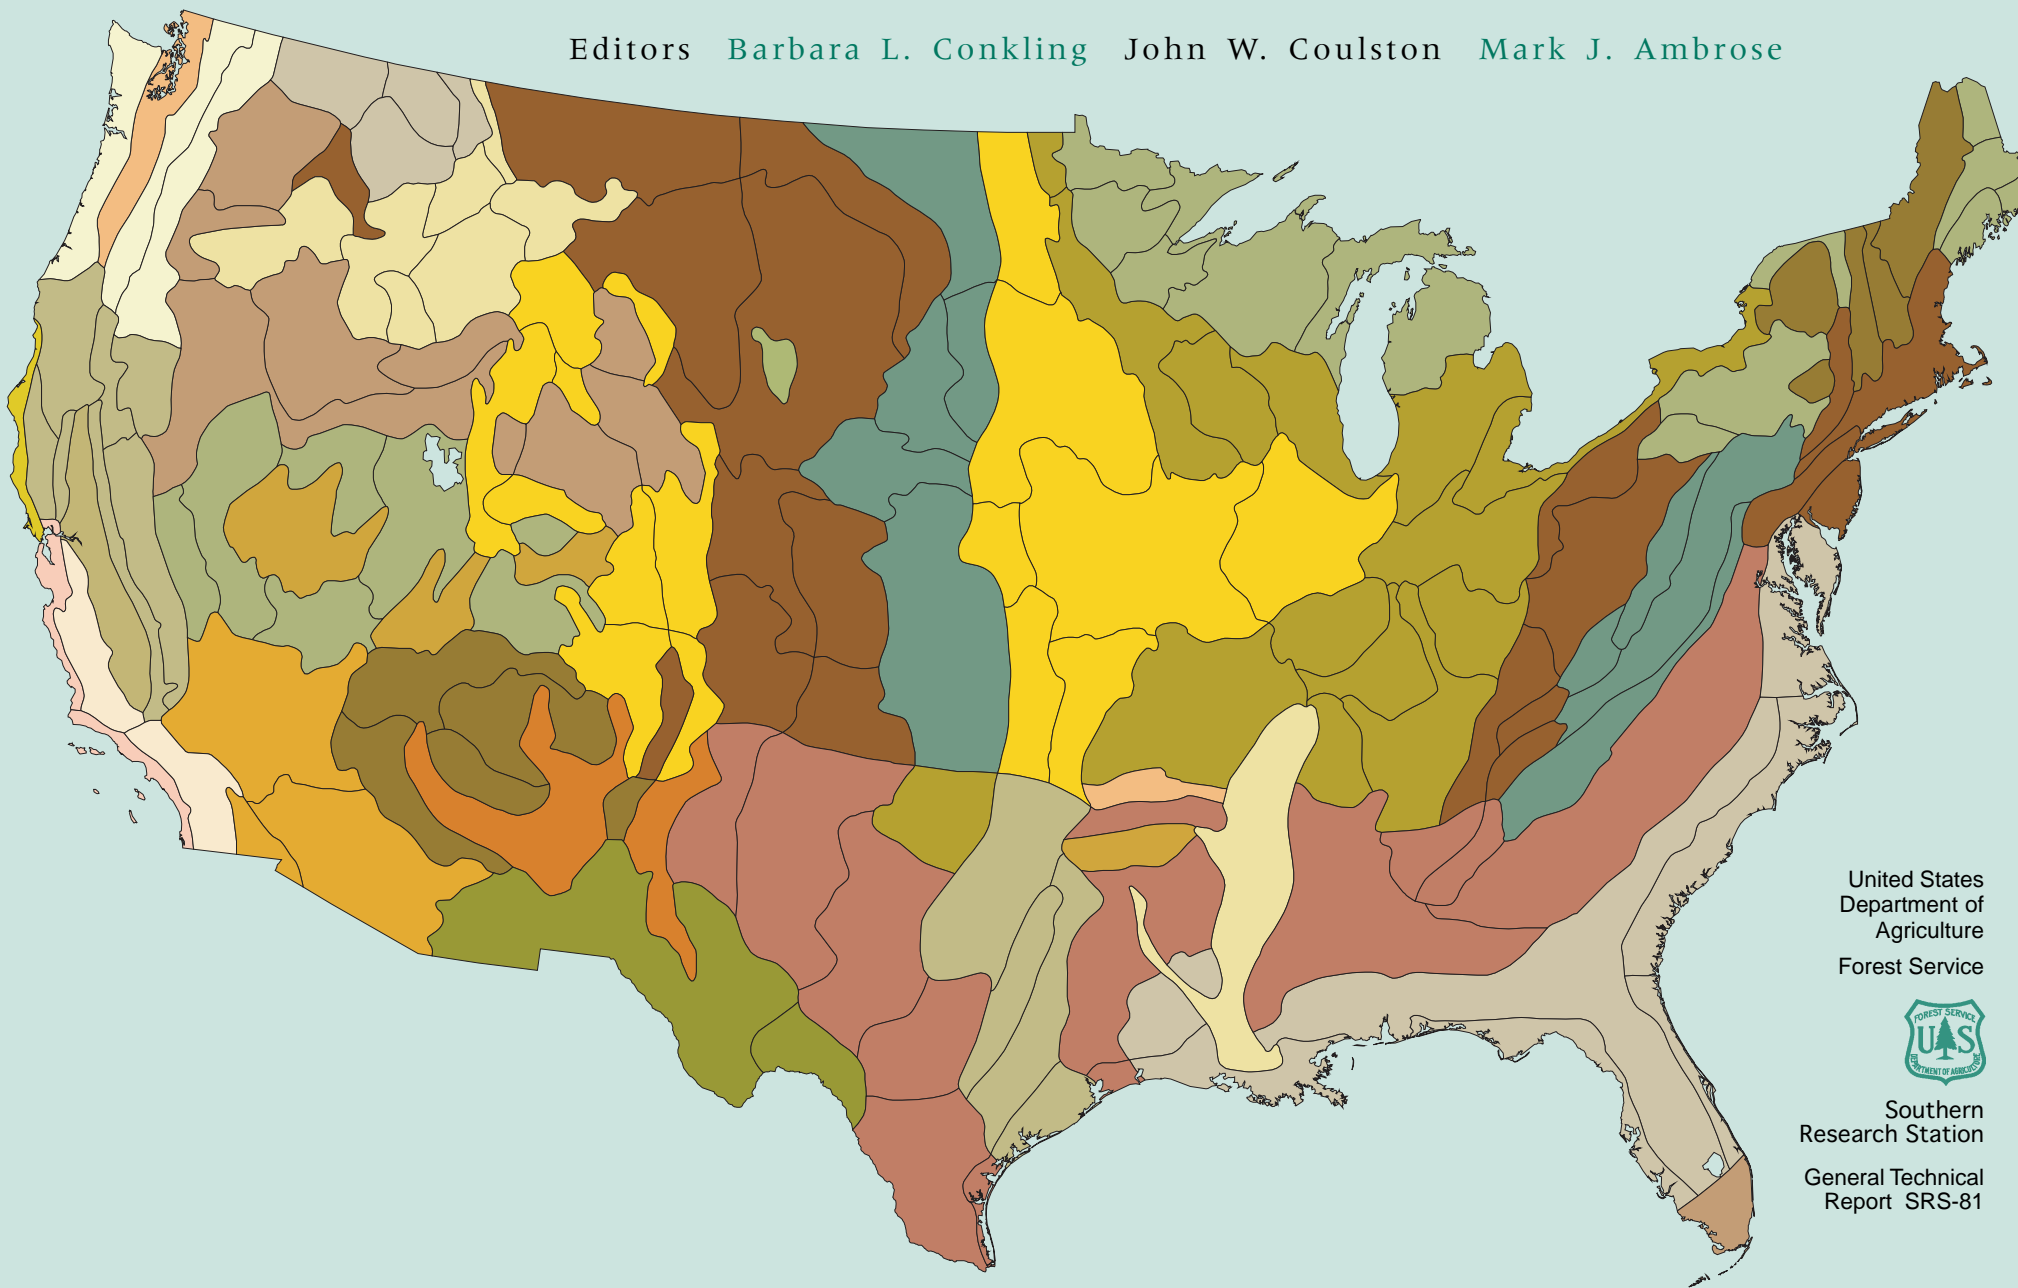 Editors Barbara L. Conkling John W. Coulston Mark J. Ambrose
United States
Department of
Agriculture
Forest Service
FOREST SERVICE
U S
DEPARTMENT OF AGRICULTURE
Southern
Research Station
General Technical
Report SRS-81